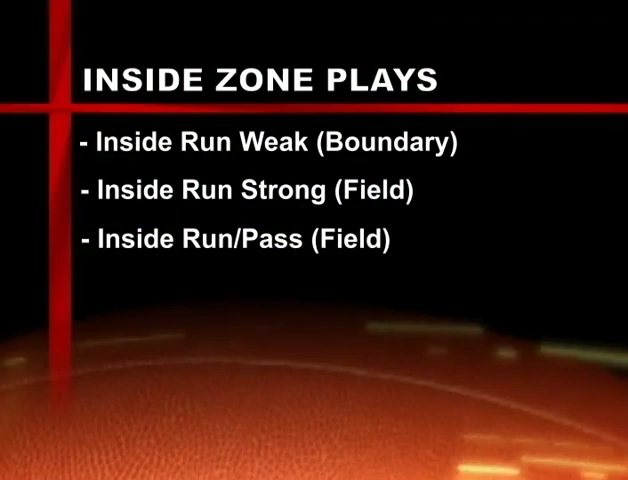 INSIDE ZONE PLAYS
- Inside Run Weak (Boundary)
- Inside Run Strong (Field)
- Inside Run/Pass (Field)